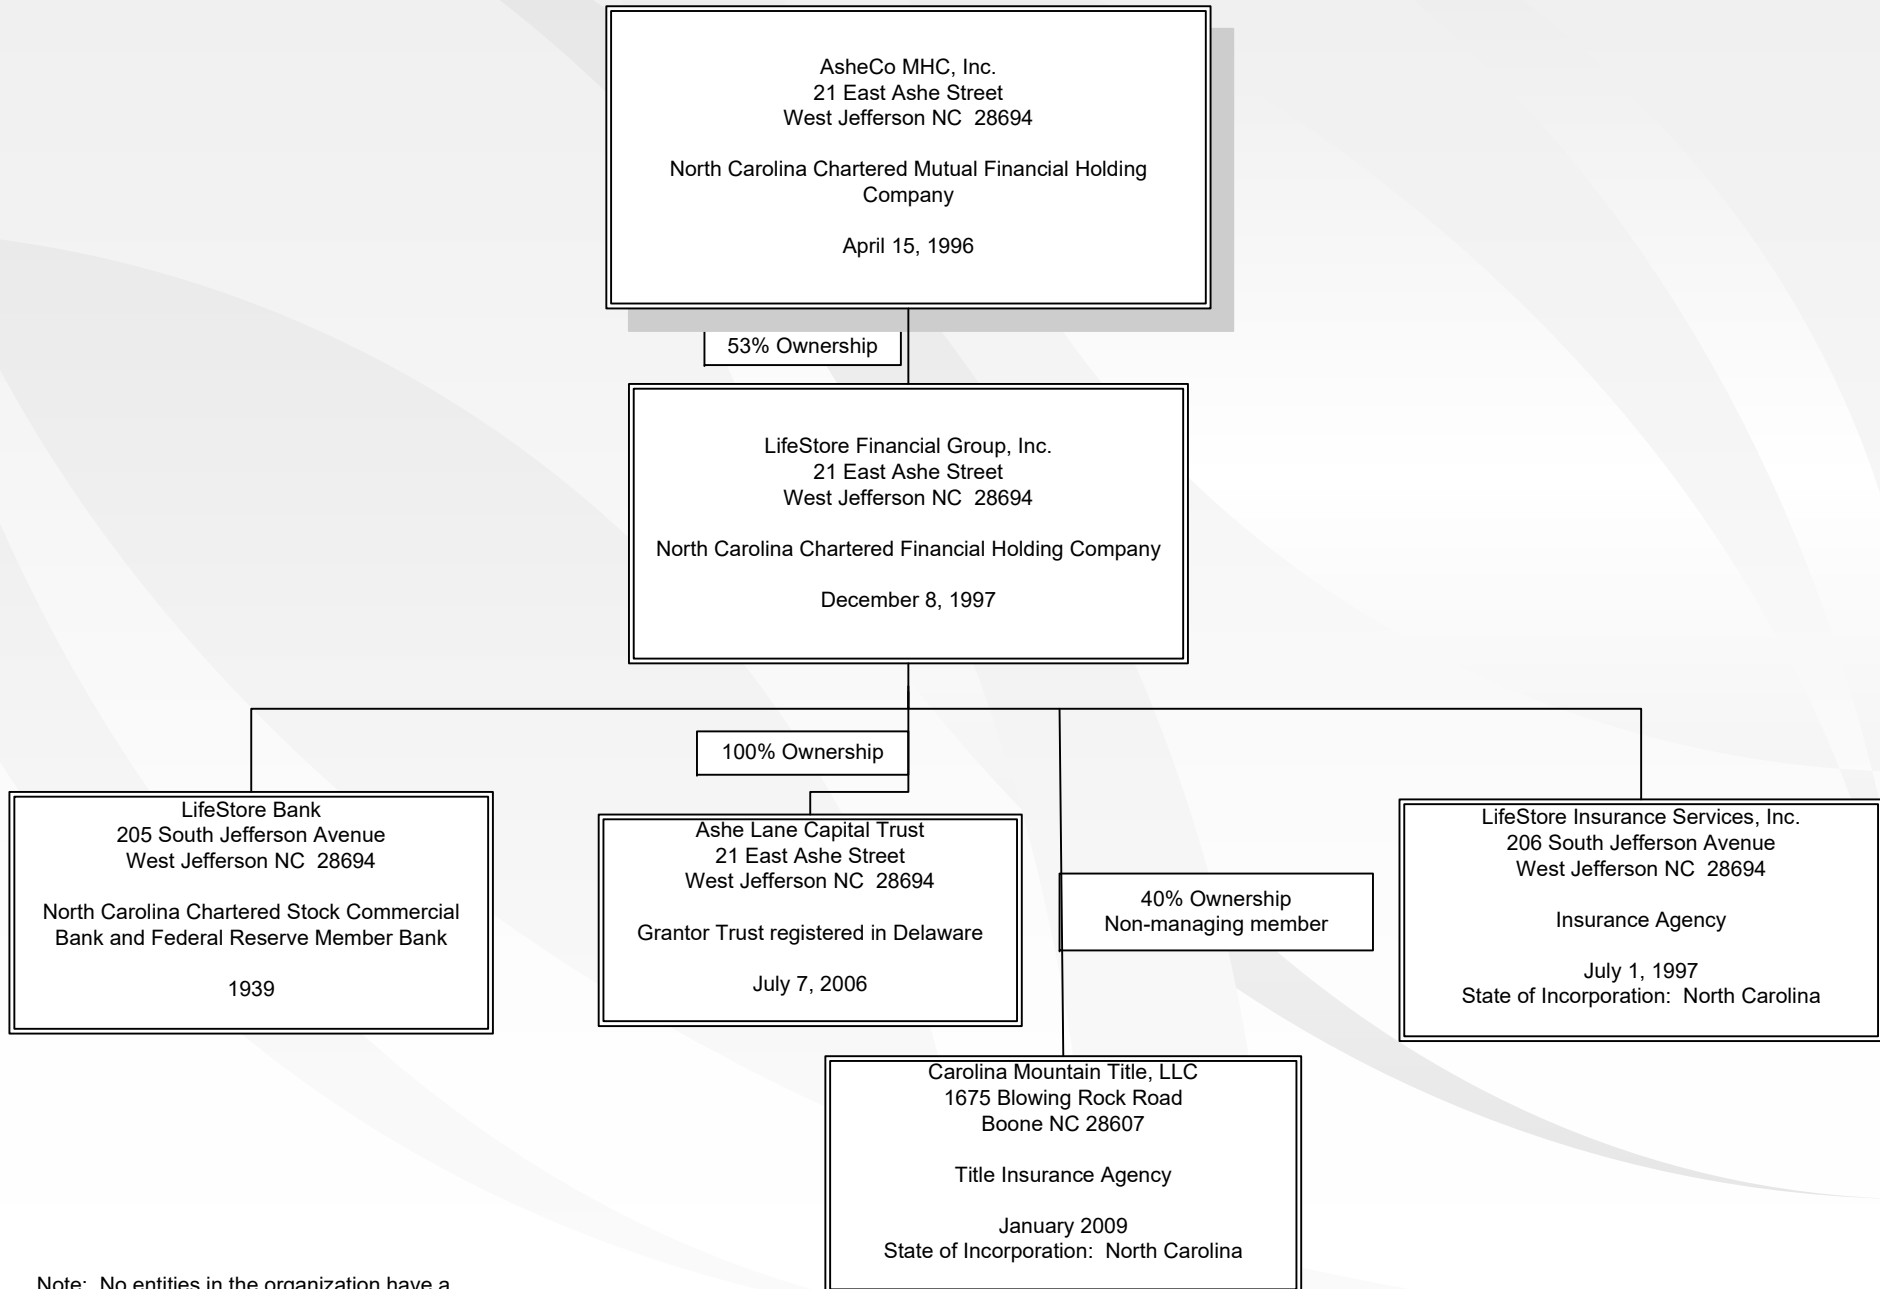 AsheCo MHC, Inc.
21 East Ashe Street
West Jefferson NC  28694
North Carolina Chartered Mutual Financial Holding
Company
April 15, 1996
53% Ownership
LifeStore Financial Group, Inc.
21 East Ashe Street
West Jefferson NC  28694
North Carolina Chartered Financial Holding Company
December 8, 1997
100% Ownership
LifeStore Bank
205 South Jefferson Avenue
West Jefferson NC  28694
North Carolina Chartered Stock Commercial
Bank and Federal Reserve Member Bank
1939
Ashe Lane Capital Trust
21 East Ashe Street
West Jefferson NC  28694
Grantor Trust registered in Delaware
July 7, 2006
40% Ownership
Non-managing member
LifeStore Insurance Services, Inc.
206 South Jefferson Avenue
West Jefferson NC  28694
Insurance Agency
July 1, 1997
State of Incorporation:  North Carolina
Carolina Mountain Title, LLC
1675 Blowing Rock Road
Boone NC 28607
Title Insurance Agency
January 2009
State of Incorporation:  North Carolina
Note:  No entities in the organization have a